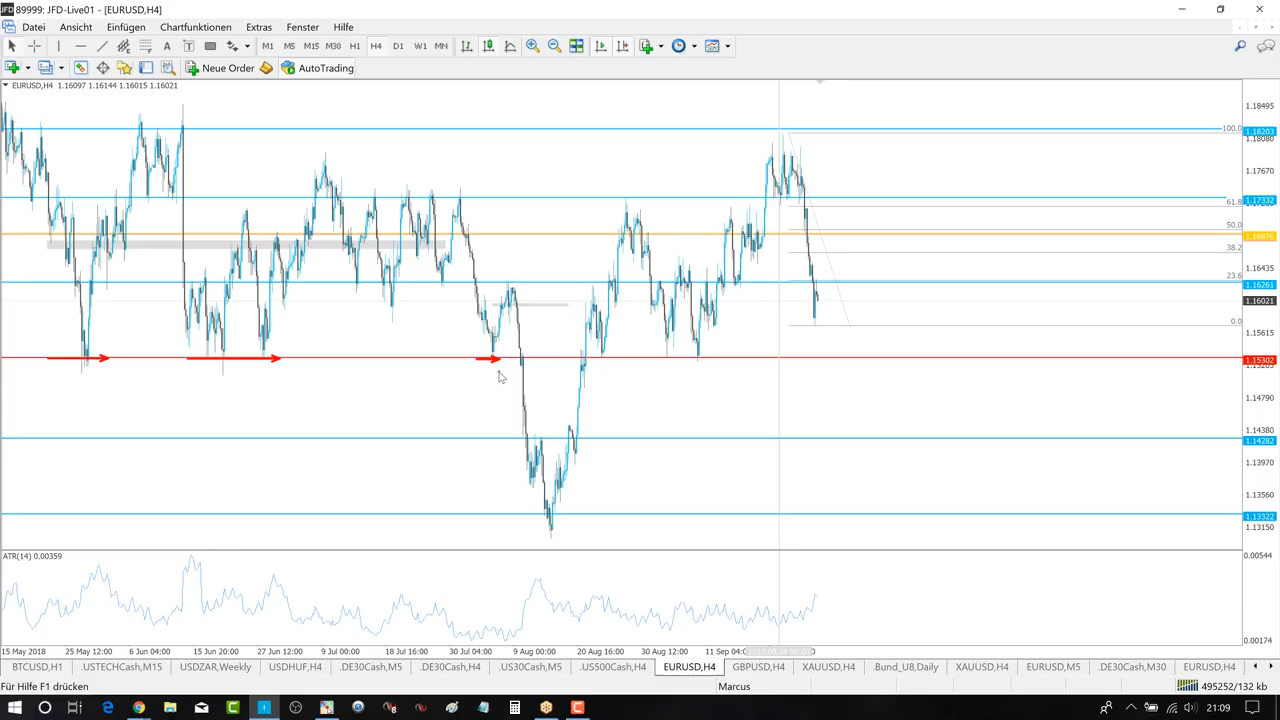 89999: JFD-Live01 - [EURUSD,H4]
Datei Ansicht Einfügen Chartfunktionen Extras Fenster Hilfe
M1 M5 M15 M30 H1 H4 D1 W1 MN
New Order AutoTrading
EURUSD,H4 1.16097 1.16144 1.16015 1.16021
1.18495
100.0 1.18203
1.18080
1.17670
1.17332
61.8
50.0
1.16876
38.2
1.16435
23.6
1.16261
1.16021
0.0
1.15615
1.15302
1.14790
1.14380
1.14282
1.13970
1.13560
1.13322
1.13150
ATR(14) 0.00359
0.00544
0.00174
15 May 2018 25 May 12:00 6 Jun 04:00 15 Jun 20:00 27 Jun 12:00 9 Jul 00:00 18 Jul 16:00 30 Jul 04:00 9 Aug 00:00 20 Aug 16:00 30 Aug 12:00 11 Sep 04:0
BTCUSD,H1 .USTECHCash,M15 USDZAR,Weekly USDHUF,H4 .DE30Cash,M5 .DE30Cash,H4 .US30Cash,M5 .US500Cash,H4 EURUSD,H4 GBPUSD,H4 XAUUSD,H4 .Bund_U8,Daily XAUUSD,H4 EURUSD,M5 .DE30Cash,M30 EURUSD,H4
Für Hilfe F1 drücken Marcus 495252/132 kb
21:09